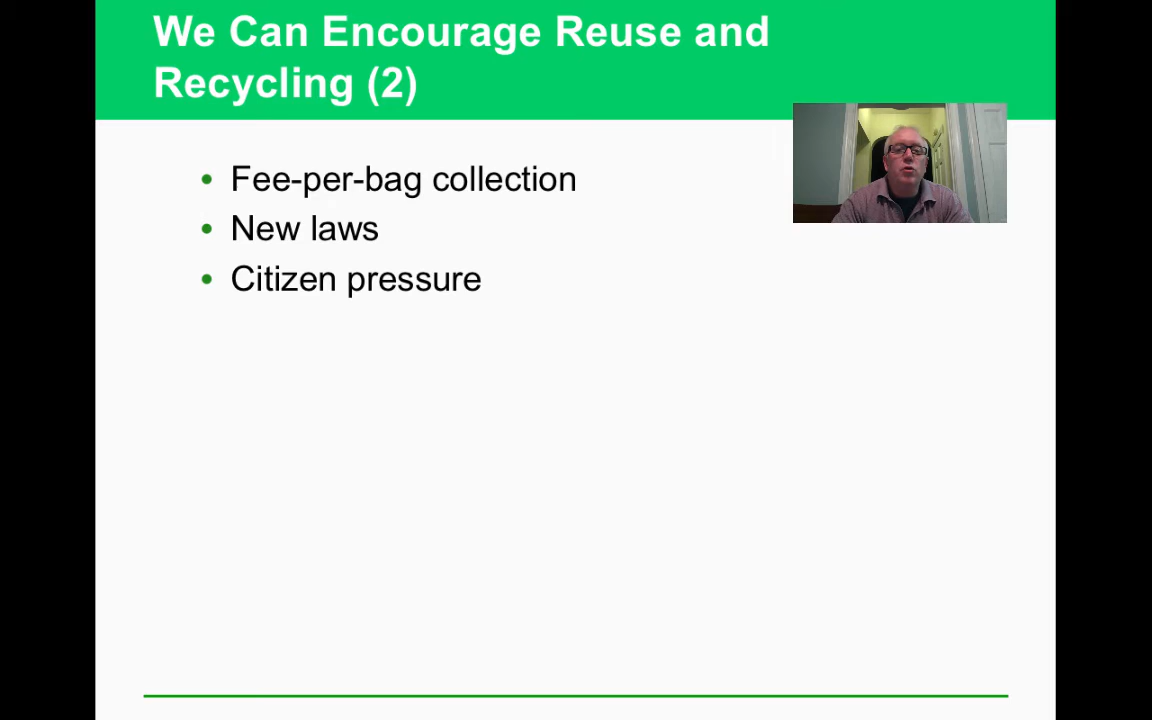 We Can Encourage Reuse and
Recycling (2)
• Fee-per-bag collection
• New laws
• Citizen pressure